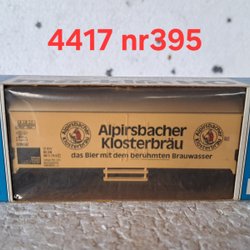 4417 nr395
Alpirsbacher
Klosterbräu
das Bier mit dem berühmten Brauwasser